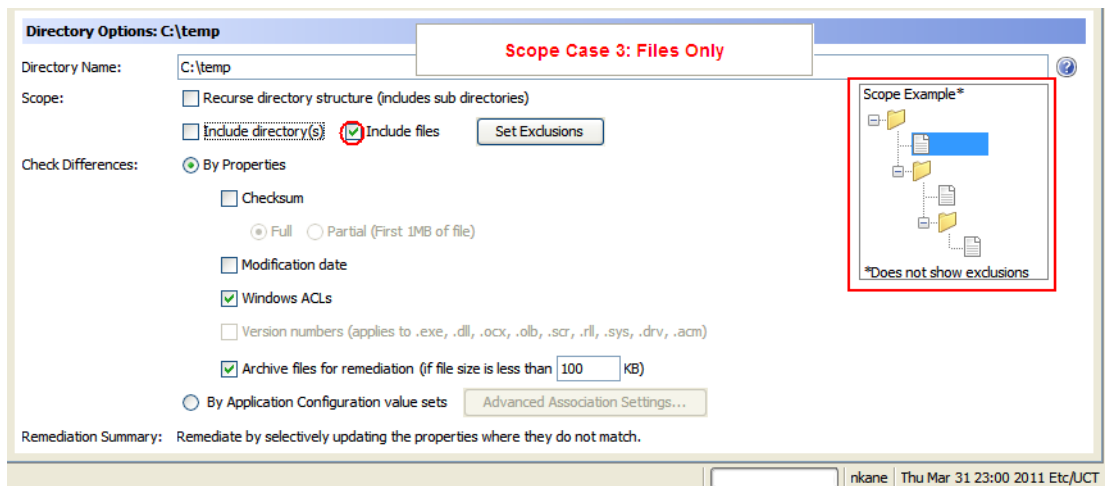 Directory Options: C:\temp
Scope Case 3: Files Only
Directory Name: C:\temp
?
Scope: Recurse directory structure (includes sub directories)
Scope Example*
Include directory(s) Include files Set Exclusions
Check Differences: By Properties
Checksum
Full Partial (First 1MB of file)
Modification date
*Does not show exclusions
Windows ACLs
Version numbers (applies to .exe, .dll, .ocx, .olb, .scr, .rll, .sys, .drv, .acm)
Archive files for remediation (if file size is less than 100 KB)
By Application Configuration value sets Advanced Association Settings...
Remediation Summary: Remediate by selectively updating the properties where they do not match.
nkane Thu Mar 31 23:00 2011 Etc/UCT